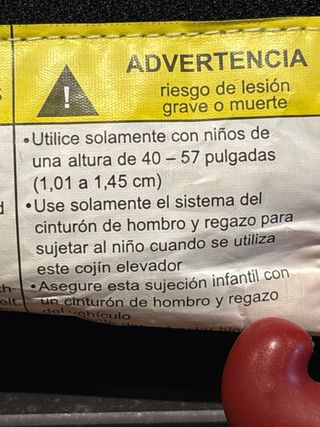 ADVERTENCIA
riesgo de lesión
grave o muerte
•Utilice solamente con niños de
una altura de 40 – 57 pulgadas
(1,01 a 1,45 cm)
•Use solamente el sistema del
cinturón de hombro y regazo para
sujetar al niño cuando se utiliza
este cojín elevador
•Asegure esta sujeción infantil con
un cinturón de hombro y regazo
del vehículo